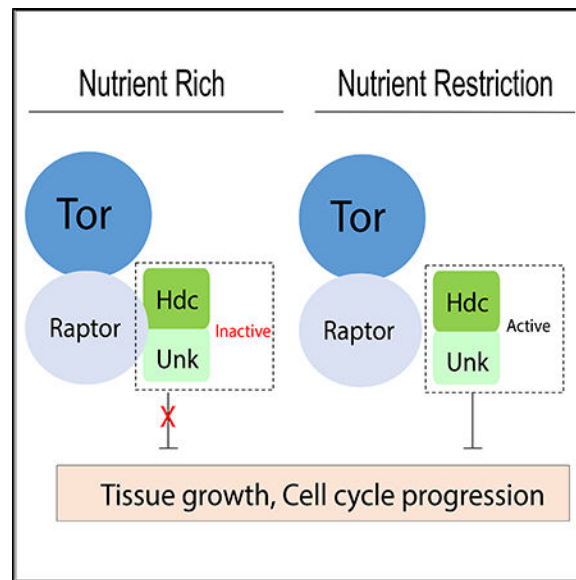 Nutrient Rich
Nutrient Restriction
Tor
Raptor
Hdc
Unk
Inactive
X
Tor
Raptor
Hdc
Unk
Active
Tissue growth, Cell cycle progression